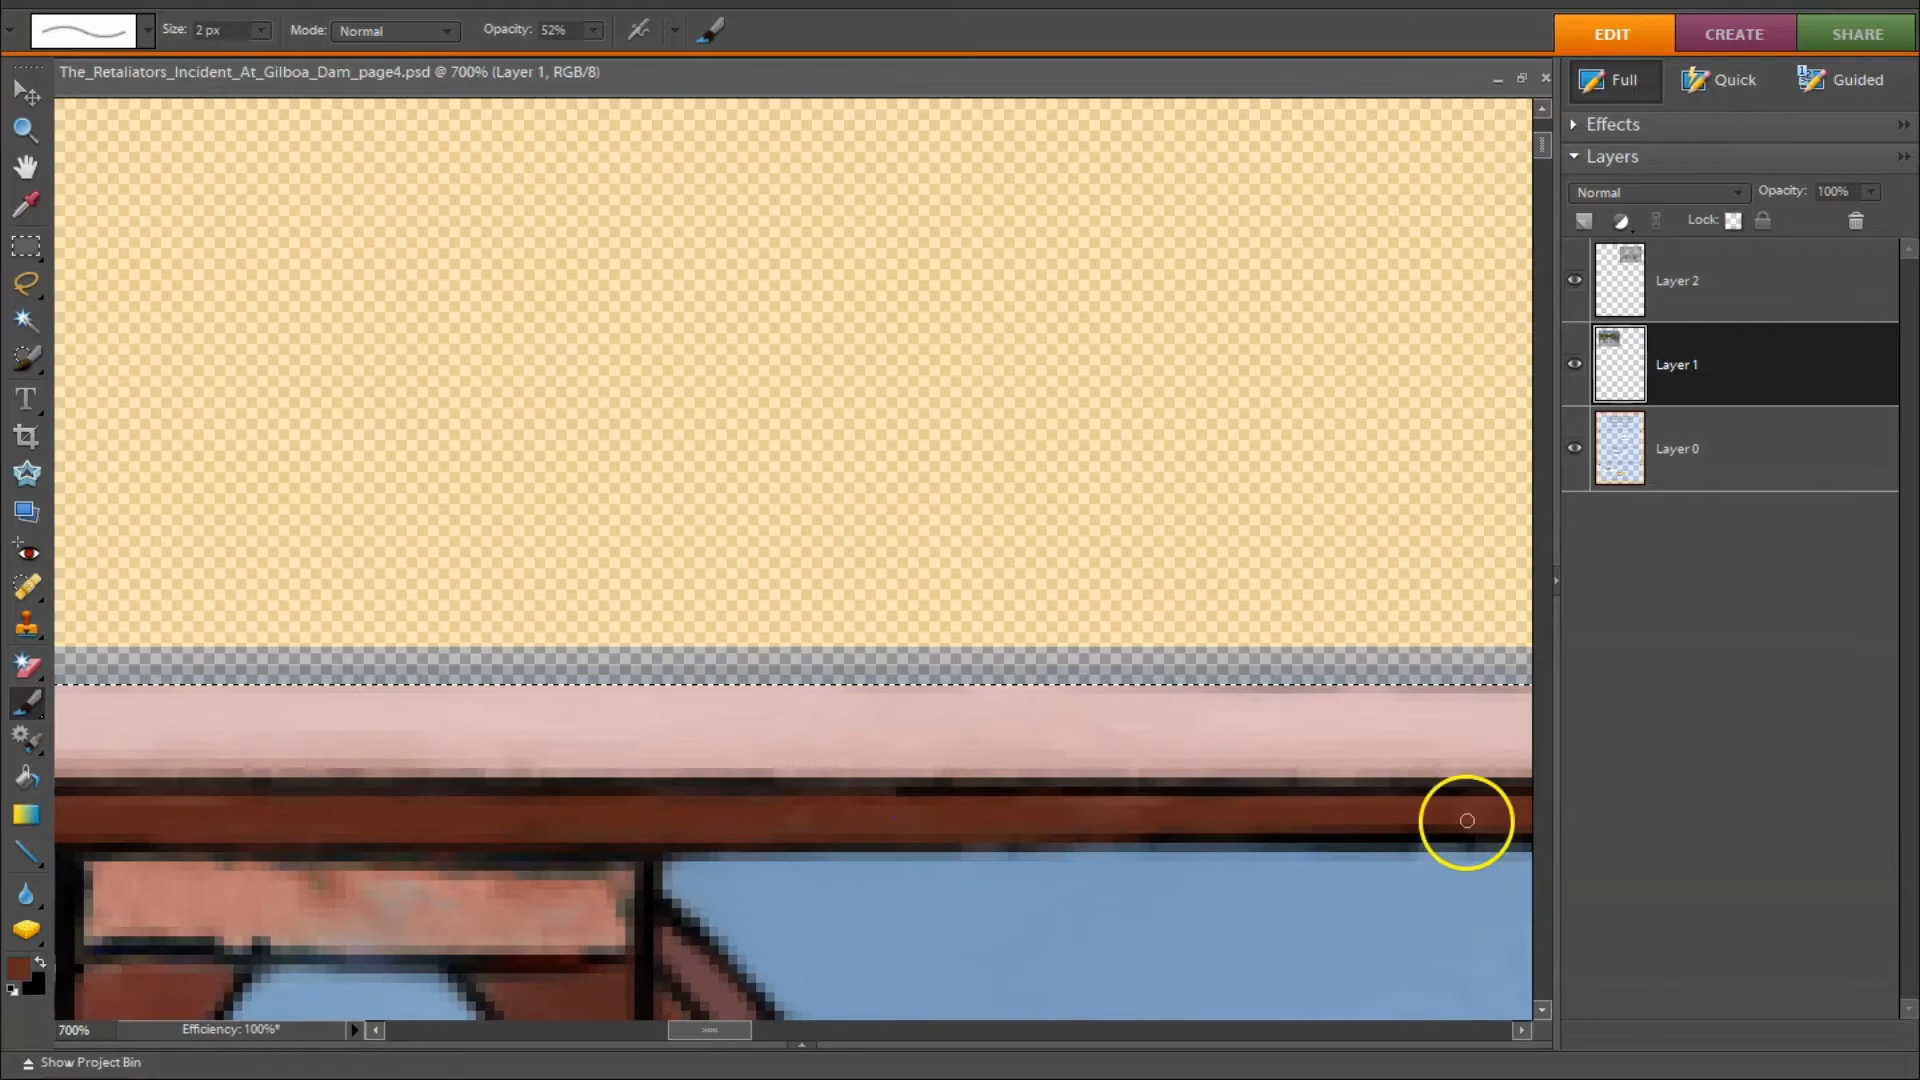 Size: 2 px Mode: Normal Opacity: 52% EDIT CREATE SHARE
The_Retaliators_Incident_At_Gilboa_Dam_page4.psd @ 700% (Layer 1, RGB/8)
Full Quick Guided
Effects
Layers
Normal Opacity: 100%
Lock:
Layer 2
Layer 1
Layer 0
700% Efficiency: 100%*
Show Project Bin